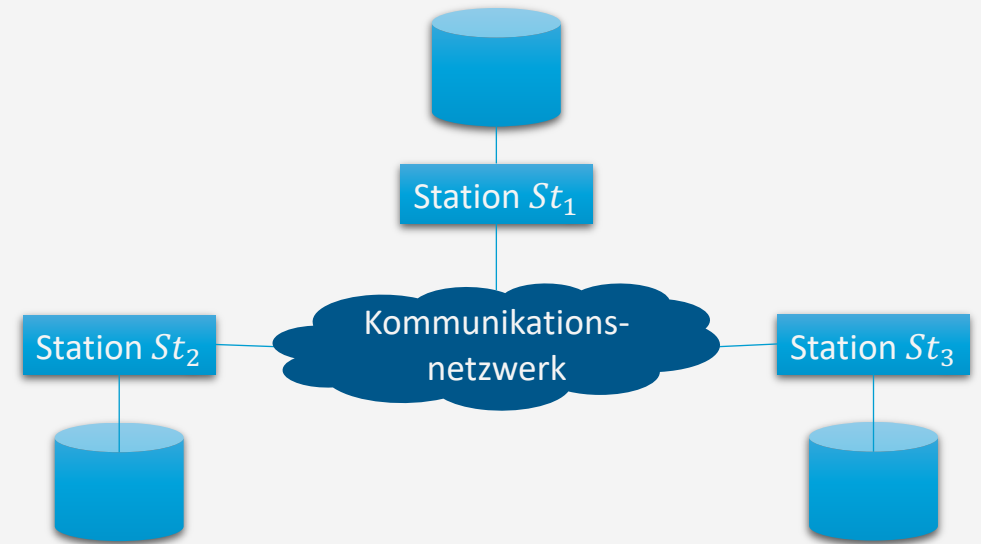 Station St₁
Kommunikations-
netzwerk
Station St₂
Station St₃